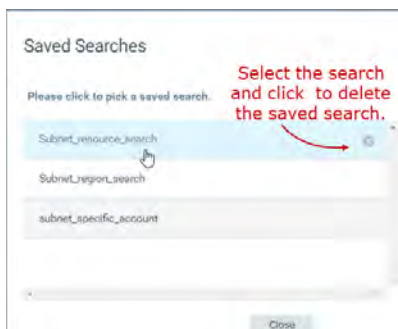 Saved Searches
Select the search
Please click to pick a saved search.
and click to delete
the saved search.
Subnet_resource_search
Subnet_region_search
subnet_specific_account
Close